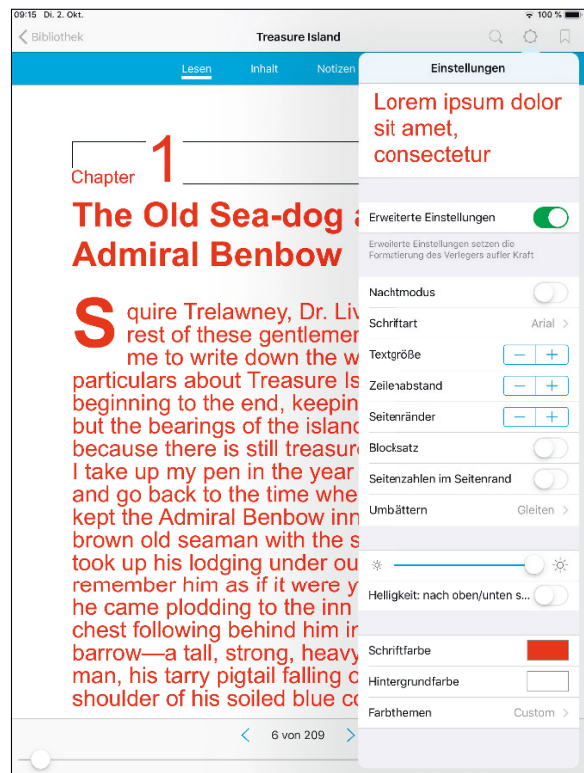 09:15 Di. 2. Okt.
100 %
Bibliothek
Treasure Island
Lesen
Inhalt
Notizen
Chapter 1
The Old Sea-dog a
Admiral Benbow
Squire Trelawney, Dr. Liv
rest of these gentlemen
me to write down the w
particulars about Treasure Is
beginning to the end, keepin
but the bearings of the island
because there is still treasure
I take up my pen in the year
and go back to the time whe
kept the Admiral Benbow inn
brown old seaman with the s
took up his lodging under ou
remember him as if it were y
he came plodding to the inn
chest following behind him in
barrow—a tall, strong, heavy
man, his tarry pigtail falling o
shoulder of his soiled blue co
6 von 209
Einstellungen
Lorem ipsum dolor
sit amet,
consectetur
Erweiterte Einstellungen
Erweiterte Einstellungen setzen die
Formatierung des Verlegers außer Kraft
Nachtmodus
Schriftart Arial >
Textgröße − +
Zeilenabstand − +
Seitenränder − +
Blocksatz
Seitenzahlen im Seitenrand
Umbättern Gleiten >
Helligkeit: nach oben/unten s...
Schriftfarbe
Hintergrundfarbe
Farbthemen Custom >